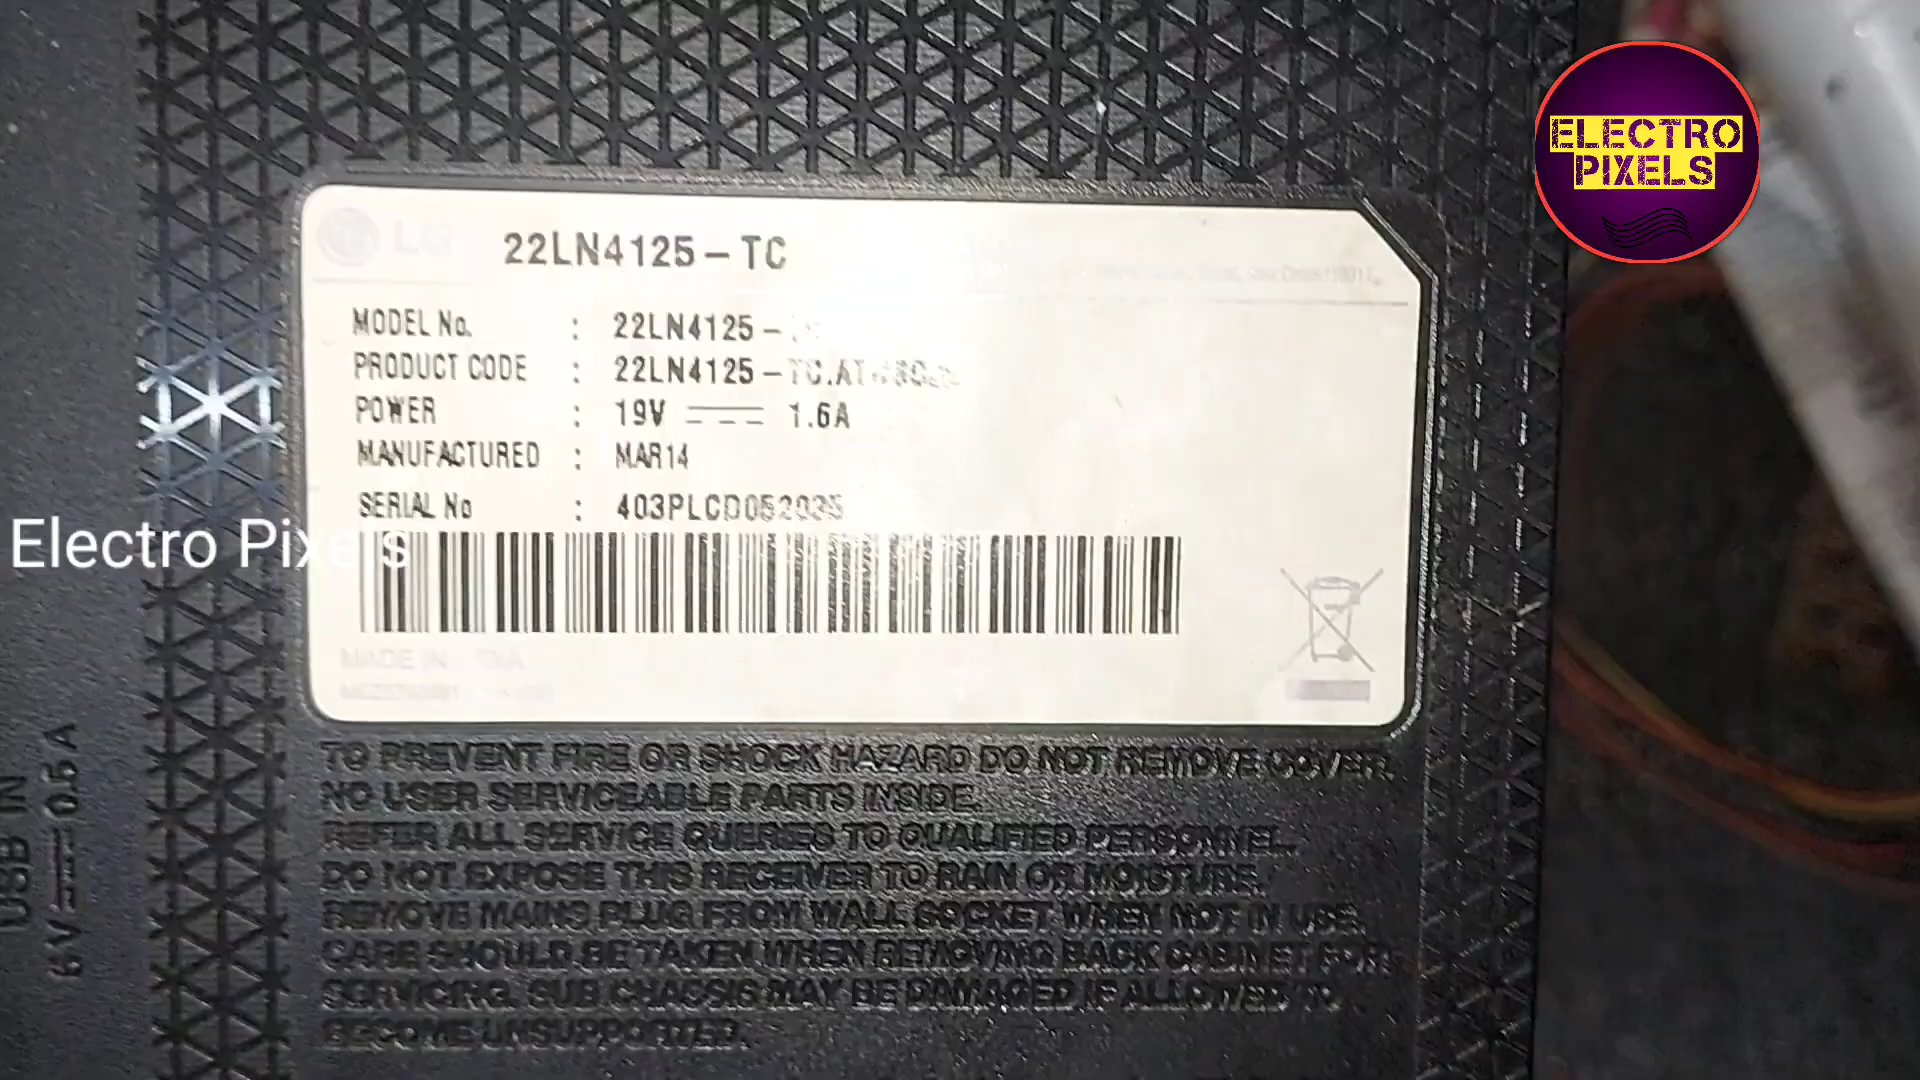 ELECTRO
PIXELS
LG 22LN4125-TC
MODEL No. : 22LN4125-
PRODUCT CODE : 22LN4125-TC.AT
POWER : 19V 1.6A
MANUFACTURED : MAR14
SERIAL No : 403PLCD052035
Electro Pixels
MADE IN
TO PREVENT FIRE OR SHOCK HAZARD DO NOT REMOVE COVER.
NO USER SERVICEABLE PARTS INSIDE.
REFER ALL SERVICE QUERIES TO QUALIFIED PERSONNEL.
DO NOT EXPOSE THIS RECEIVER TO RAIN OR MOISTURE.
REMOVE MAINS PLUG FROM WALL SOCKET WHEN NOT IN USE.
CARE SHOULD BE TAKEN WHEN REMOVING BACK CABINET FOR
SERVICING. SUB CHASSIS MAY BE DAMAGED IF ALLOWED TO
BECOME UNSUPPORTED.
USB IN
5V 0.5 A